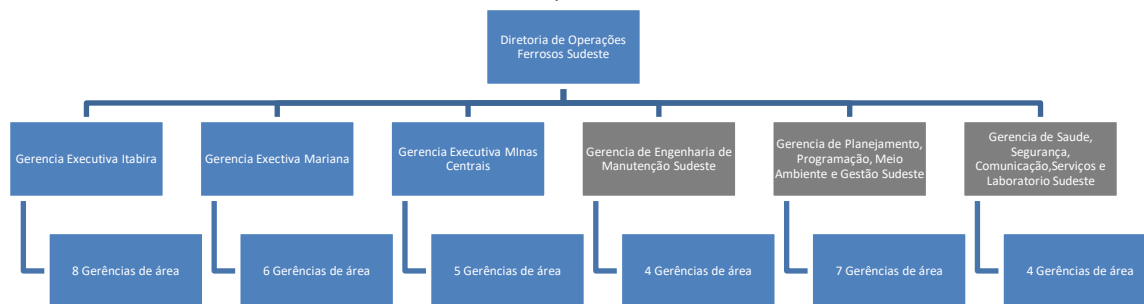 Diretoria de Operações
Ferrosos Sudeste
Gerencia Executiva Itabira
Gerencia Exectiva Mariana
Gerencia Executiva MInas
Centrais
Gerencia de Engenharia de
Manutenção Sudeste
Gerencia de Planejamento,
Programação, Meio
Ambiente e Gestão Sudeste
Gerencia de Saude,
Segurança,
Comunicação,Serviços e
Laboratorio Sudeste
8 Gerências de área
6 Gerências de área
5 Gerências de área
4 Gerências de área
7 Gerências de área
4 Gerências de área